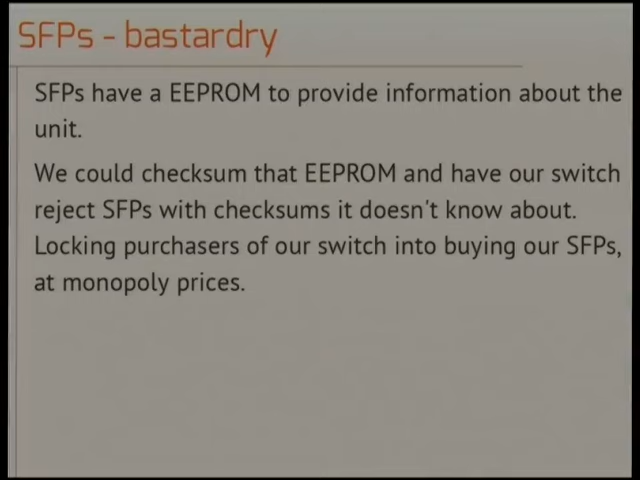 SFPs - bastardry
SFPs have a EEPROM to provide information about the
unit.
We could checksum that EEPROM and have our switch
reject SFPs with checksums it doesn't know about.
Locking purchasers of our switch into buying our SFPs,
at monopoly prices.